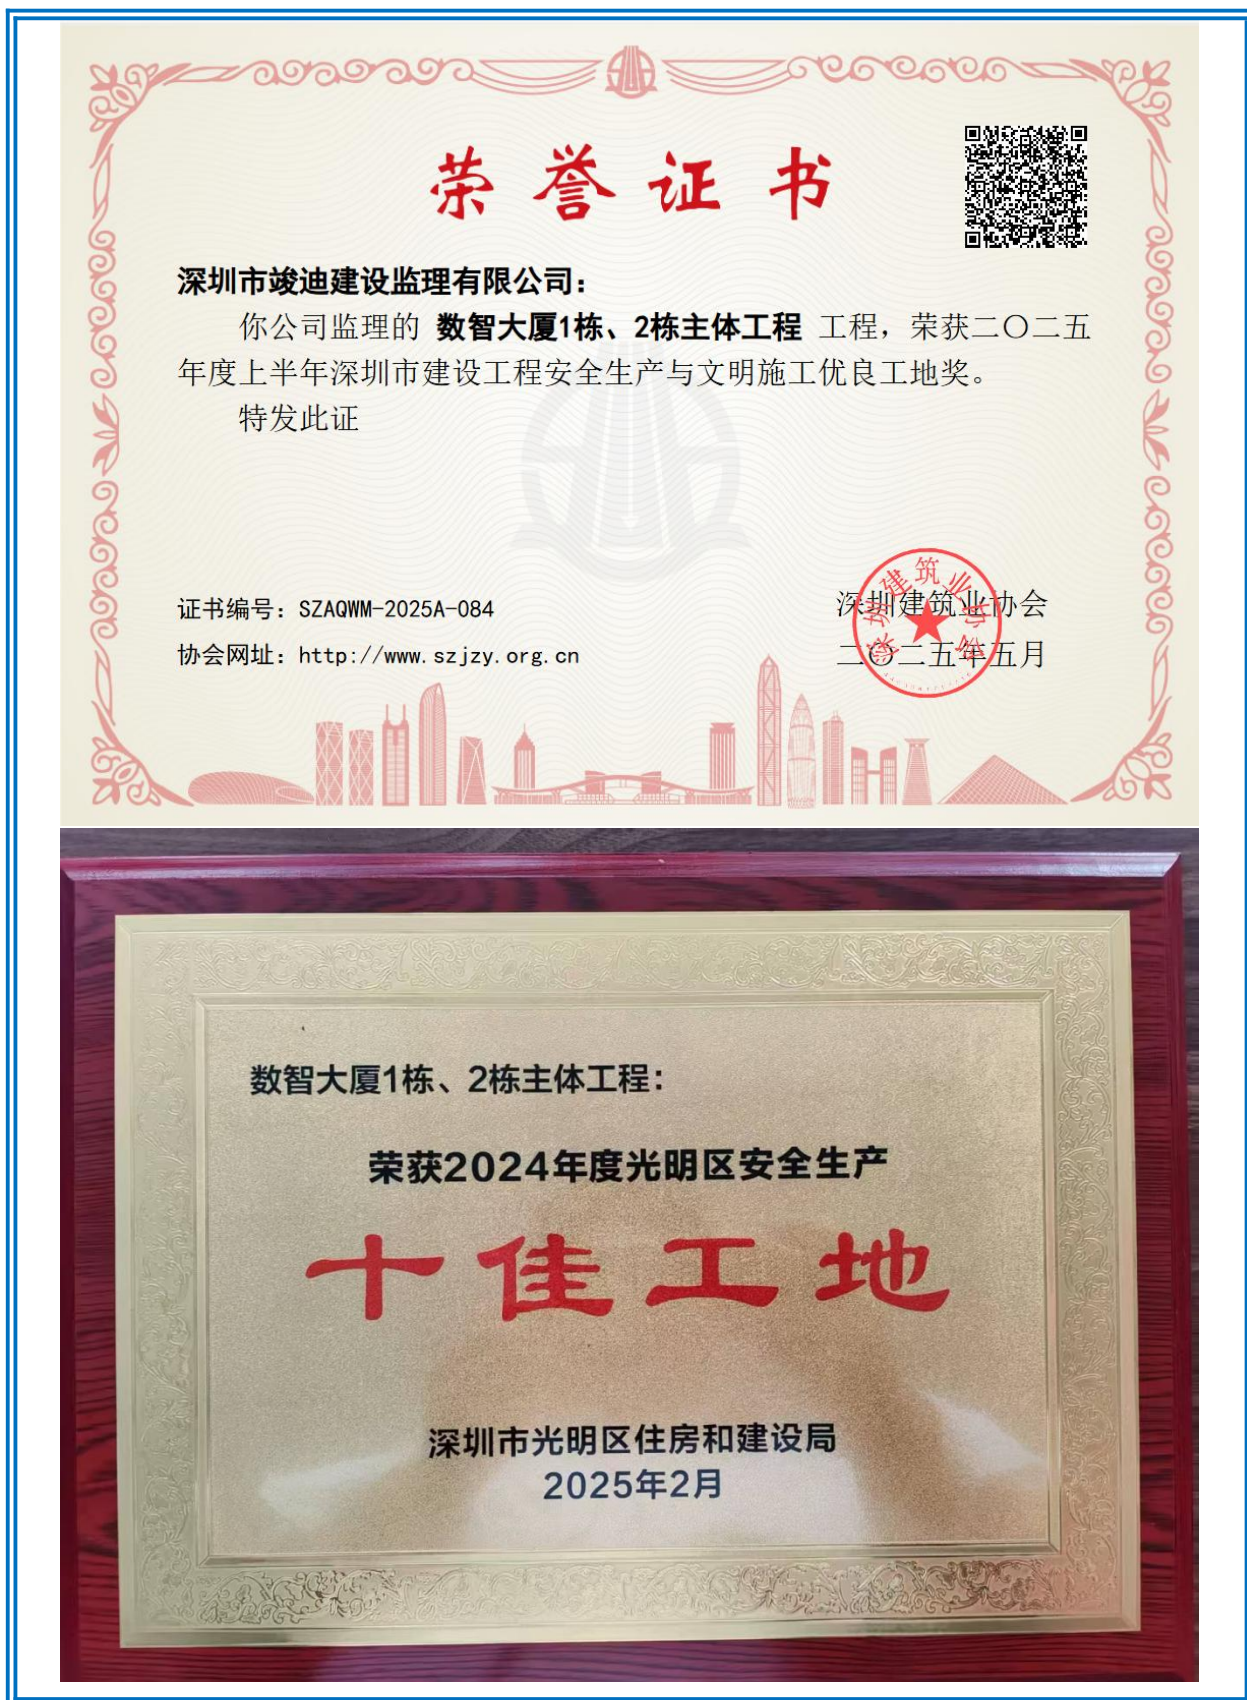 荣誉证书
深圳市竣迪建设监理有限公司：
你公司监理的 数智大厦1栋、2栋主体工程 工程，荣获二〇二五
年度上半年深圳市建设工程安全生产与文明施工优良工地奖。
特发此证
证书编号：SZAQWM-2025A-084
深圳建筑业协会
协会网址：http://www.szjzy.org.cn
二〇二五年五月
深圳建筑业协会
数智大厦1栋、2栋主体工程：
荣获2024年度光明区安全生产
十佳工地
深圳市光明区住房和建设局
2025年2月